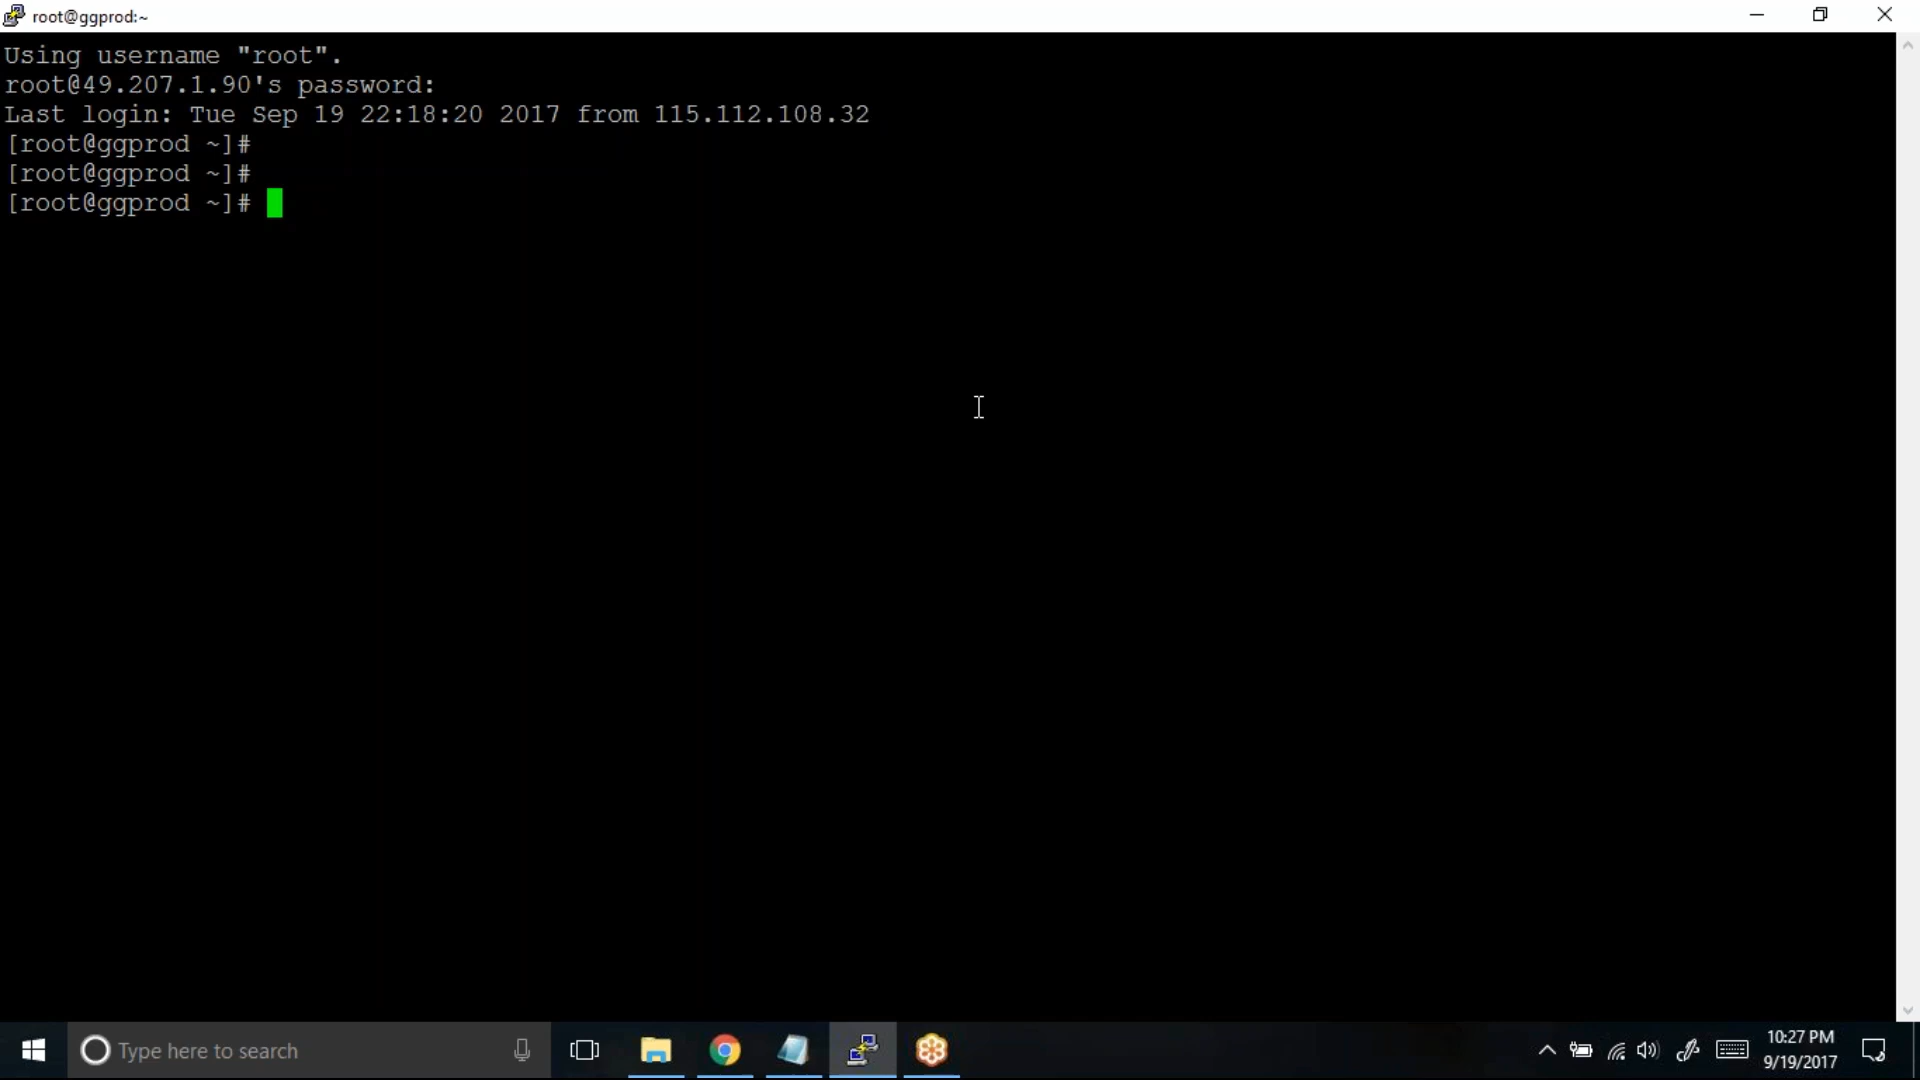 root@ggprod:~
Using username "root".
root@49.207.1.90's password:
Last login: Tue Sep 19 22:18:20 2017 from 115.112.108.32
[root@ggprod ~]#
[root@ggprod ~]#
[root@ggprod ~]#
Type here to search
10:27 PM
9/19/2017